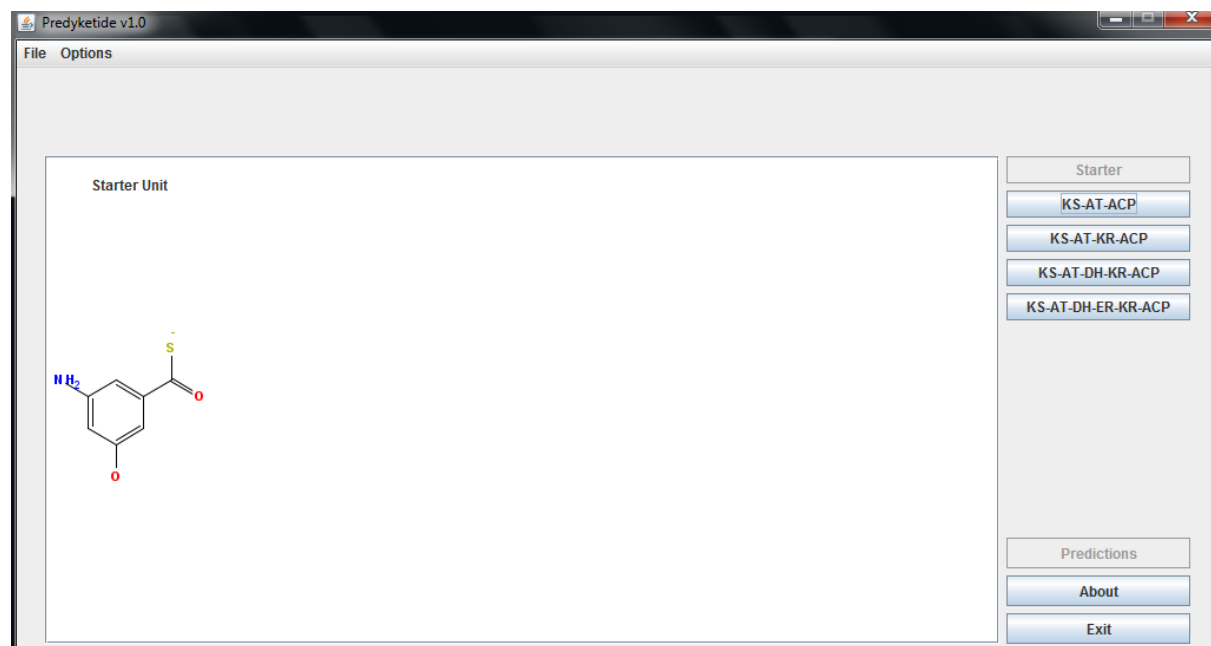 Predyketide v1.0
File Options
Starter Unit
Starter
KS-AT-ACP
KS-AT-KR-ACP
KS-AT-DH-KR-ACP
KS-AT-DH-ER-KR-ACP
-
S
NH2
O
O
Predictions
About
Exit